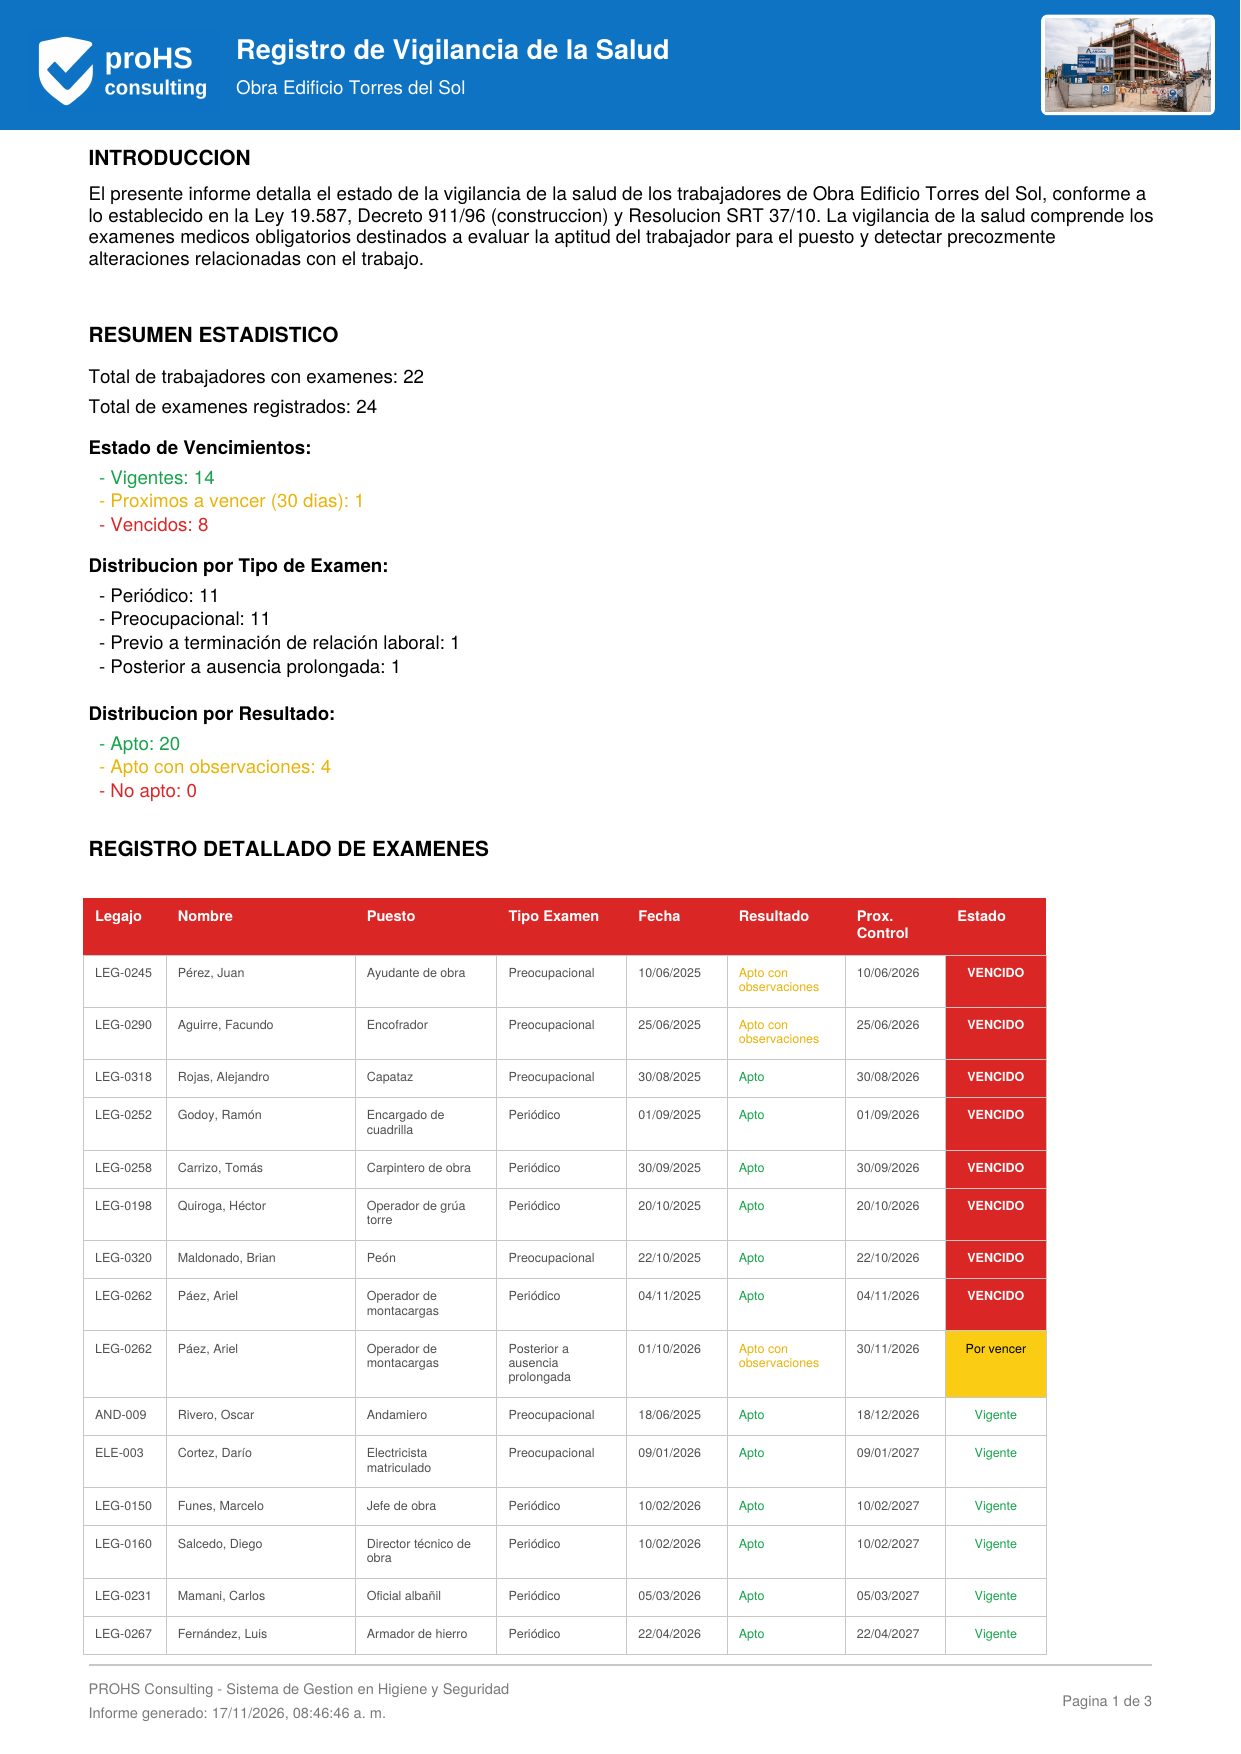 proHS
consulting
Registro de Vigilancia de la Salud
Obra Edificio Torres del Sol
INTRODUCCION
El presente informe detalla el estado de la vigilancia de la salud de los trabajadores de Obra Edificio Torres del Sol, conforme a
lo establecido en la Ley 19.587, Decreto 911/96 (construccion) y Resolucion SRT 37/10. La vigilancia de la salud comprende los
examenes medicos obligatorios destinados a evaluar la aptitud del trabajador para el puesto y detectar precozmente
alteraciones relacionadas con el trabajo.
RESUMEN ESTADISTICO
Total de trabajadores con examenes: 22
Total de examenes registrados: 24
Estado de Vencimientos:
- Vigentes: 14
- Proximos a vencer (30 dias): 1
- Vencidos: 8
Distribucion por Tipo de Examen:
- Periódico: 11
- Preocupacional: 11
- Previo a terminación de relación laboral: 1
- Posterior a ausencia prolongada: 1
Distribucion por Resultado:
- Apto: 20
- Apto con observaciones: 4
- No apto: 0
REGISTRO DETALLADO DE EXAMENES
Legajo Nombre Puesto Tipo Examen Fecha Resultado Prox. Estado
Control
LEG-0245 Pérez, Juan Ayudante de obra Preocupacional 10/06/2025 Apto con 10/06/2026 VENCIDO
observaciones
LEG-0290 Aguirre, Facundo Encofrador Preocupacional 25/06/2025 Apto con 25/06/2026 VENCIDO
observaciones
LEG-0318 Rojas, Alejandro Capataz Preocupacional 30/08/2025 Apto 30/08/2026 VENCIDO
LEG-0252 Godoy, Ramón Encargado de Periódico 01/09/2025 Apto 01/09/2026 VENCIDO
cuadrilla
LEG-0258 Carrizo, Tomás Carpintero de obra Periódico 30/09/2025 Apto 30/09/2026 VENCIDO
LEG-0198 Quiroga, Héctor Operador de grúa Periódico 20/10/2025 Apto 20/10/2026 VENCIDO
torre
LEG-0320 Maldonado, Brian Peón Preocupacional 22/10/2025 Apto 22/10/2026 VENCIDO
LEG-0262 Páez, Ariel Operador de Periódico 04/11/2025 Apto 04/11/2026 VENCIDO
montacargas
LEG-0262 Páez, Ariel Operador de Posterior a 01/10/2026 Apto con 30/11/2026 Por vencer
montacargas ausencia observaciones
prolongada
AND-009 Rivero, Oscar Andamiero Preocupacional 18/06/2025 Apto 18/12/2026 Vigente
ELE-003 Cortez, Darío Electricista Preocupacional 09/01/2026 Apto 09/01/2027 Vigente
matriculado
LEG-0150 Funes, Marcelo Jefe de obra Periódico 10/02/2026 Apto 10/02/2027 Vigente
LEG-0160 Salcedo, Diego Director técnico de Periódico 10/02/2026 Apto 10/02/2027 Vigente
obra
LEG-0231 Mamani, Carlos Oficial albañil Periódico 05/03/2026 Apto 05/03/2027 Vigente
LEG-0267 Fernández, Luis Armador de hierro Periódico 22/04/2026 Apto 22/04/2027 Vigente
PROHS Consulting - Sistema de Gestion en Higiene y Seguridad
Informe generado: 17/11/2026, 08:46:46 a. m.
Pagina 1 de 3